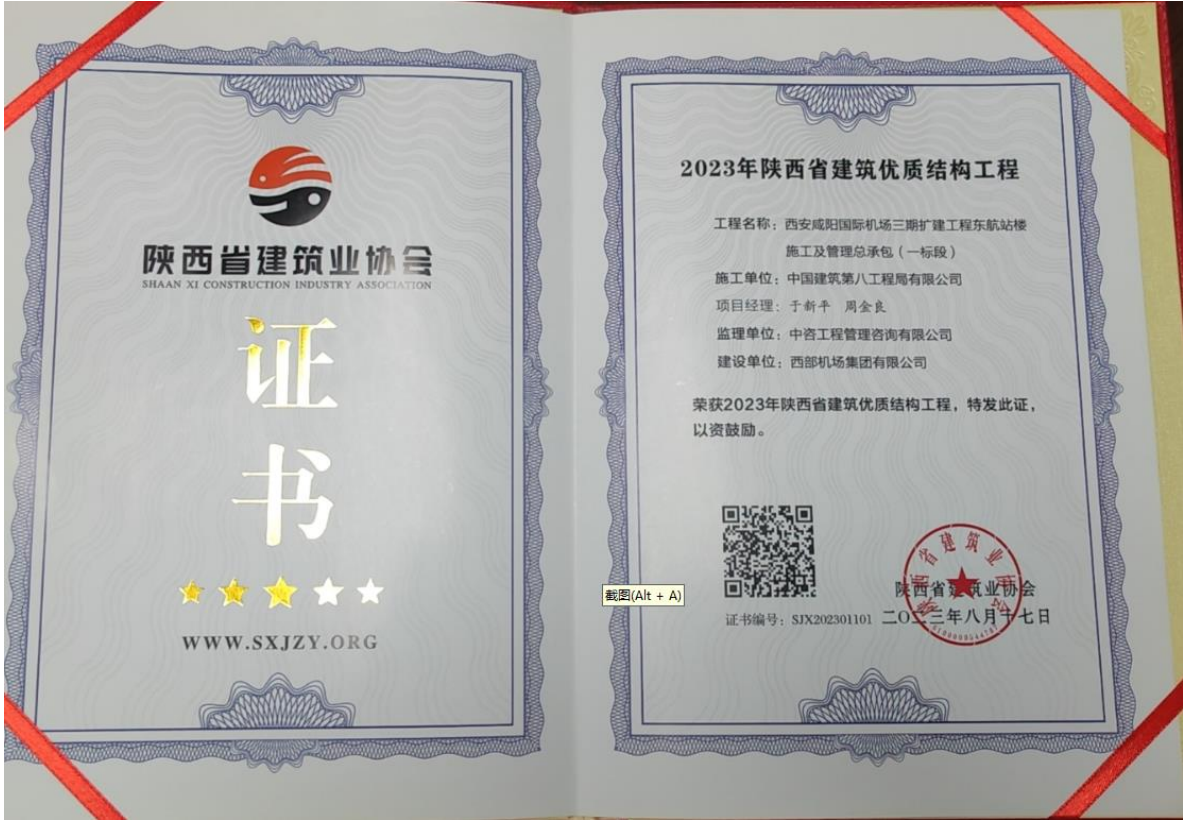 陕西省建筑业协会
SHAAN XI CONSTRUCTION INDUSTRY ASSOCIATION
证
书
WWW.SXJZY.ORG
2023年陕西省建筑优质结构工程
工程名称：西安咸阳国际机场三期扩建工程东航站楼
施工及管理总承包（一标段）
施工单位：中国建筑第八工程局有限公司
项目经理：于新平 周金良
监理单位：中咨工程管理咨询有限公司
建设单位：西部机场集团有限公司
荣获2023年陕西省建筑优质结构工程，特发此证，
以资鼓励。
截图(Alt + A)
陕西省建筑业协会
陕西省建筑业协会
证书编号：SJX202301101
二〇二三年八月十七日